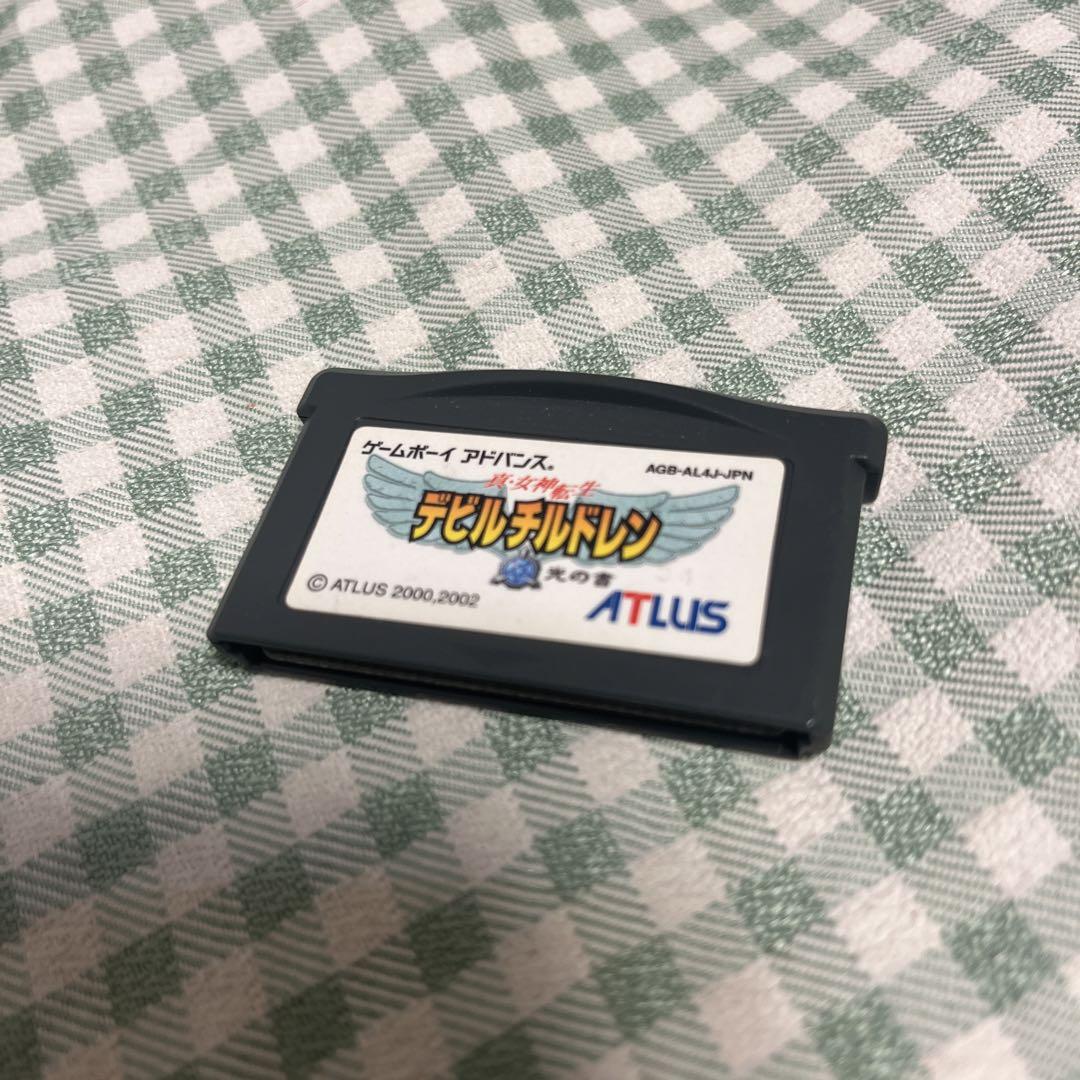 ゲームボーイ アドバンス®
AGB-AL4J-JPN
真・女神転生
デビルチルドレン
光の書
© ATLUS 2000,2002
ATLUS